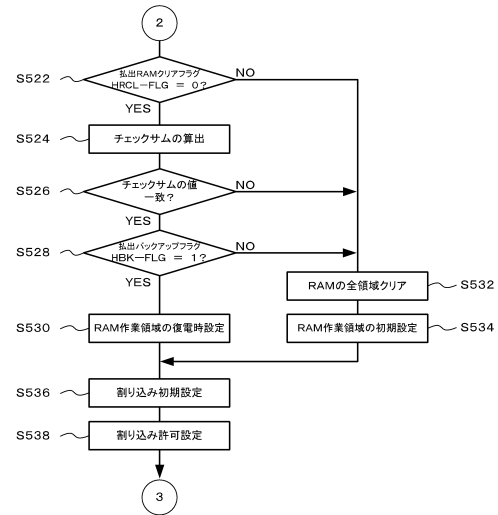 2
S522
払出RAMクリアフラグ
HRCL−FLG = 0?
NO
YES
S524
チェックサムの算出
S526
チェックサムの値
一致?
NO
YES
S528
払出バックアップフラグ
HBK−FLG = 1?
NO
YES
RAMの全領域クリア
S532
S530
RAM作業領域の復電時設定
RAM作業領域の初期設定
S534
S536
割り込み初期設定
S538
割り込み許可設定
3